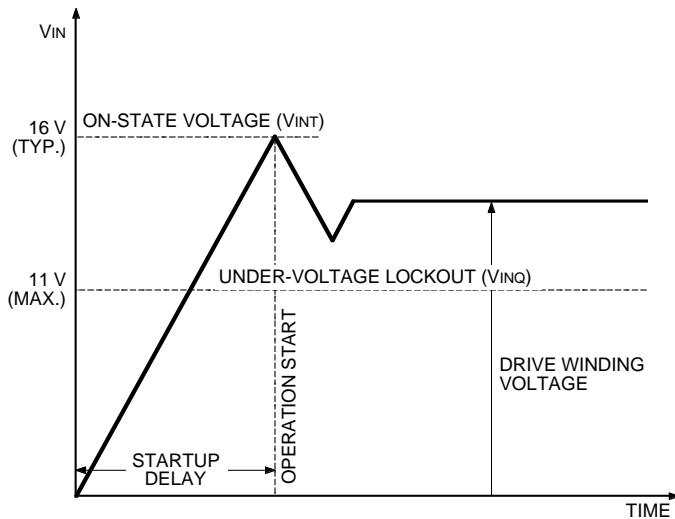 VIN
16 V
(TYP.)
ON-STATE VOLTAGE (VINT)
11 V
(MAX.)
UNDER-VOLTAGE LOCKOUT (VINQ)
OPERATION START
DRIVE WINDING
VOLTAGE
STARTUP
DELAY
TIME